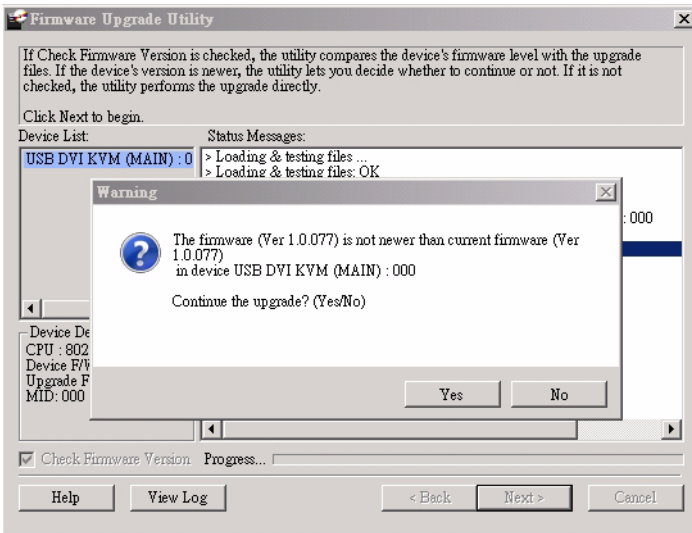 Firmware Upgrade Utility
If Check Firmware Version is checked, the utility compares the device's firmware level with the upgrade
files. If the device's version is newer, the utility lets you decide whether to continue or not. If it is not
checked, the utility performs the upgrade directly.
Click Next to begin.
Device List:
Status Messages:
USB DVI KVM (MAIN) : 0
> Loading & testing files ...
> Loading & testing files: OK
: 000
Warning
The firmware (Ver 1.0.077) is not newer than current firmware (Ver
1.0.077)
in device USB DVI KVM (MAIN) : 000
Continue the upgrade? (Yes/No)
Yes
No
Device De
CPU : 802
Device F/
Upgrade F
MID: 000
Check Firmware Version
Progress...
Help
View Log
< Back
Next >
Cancel